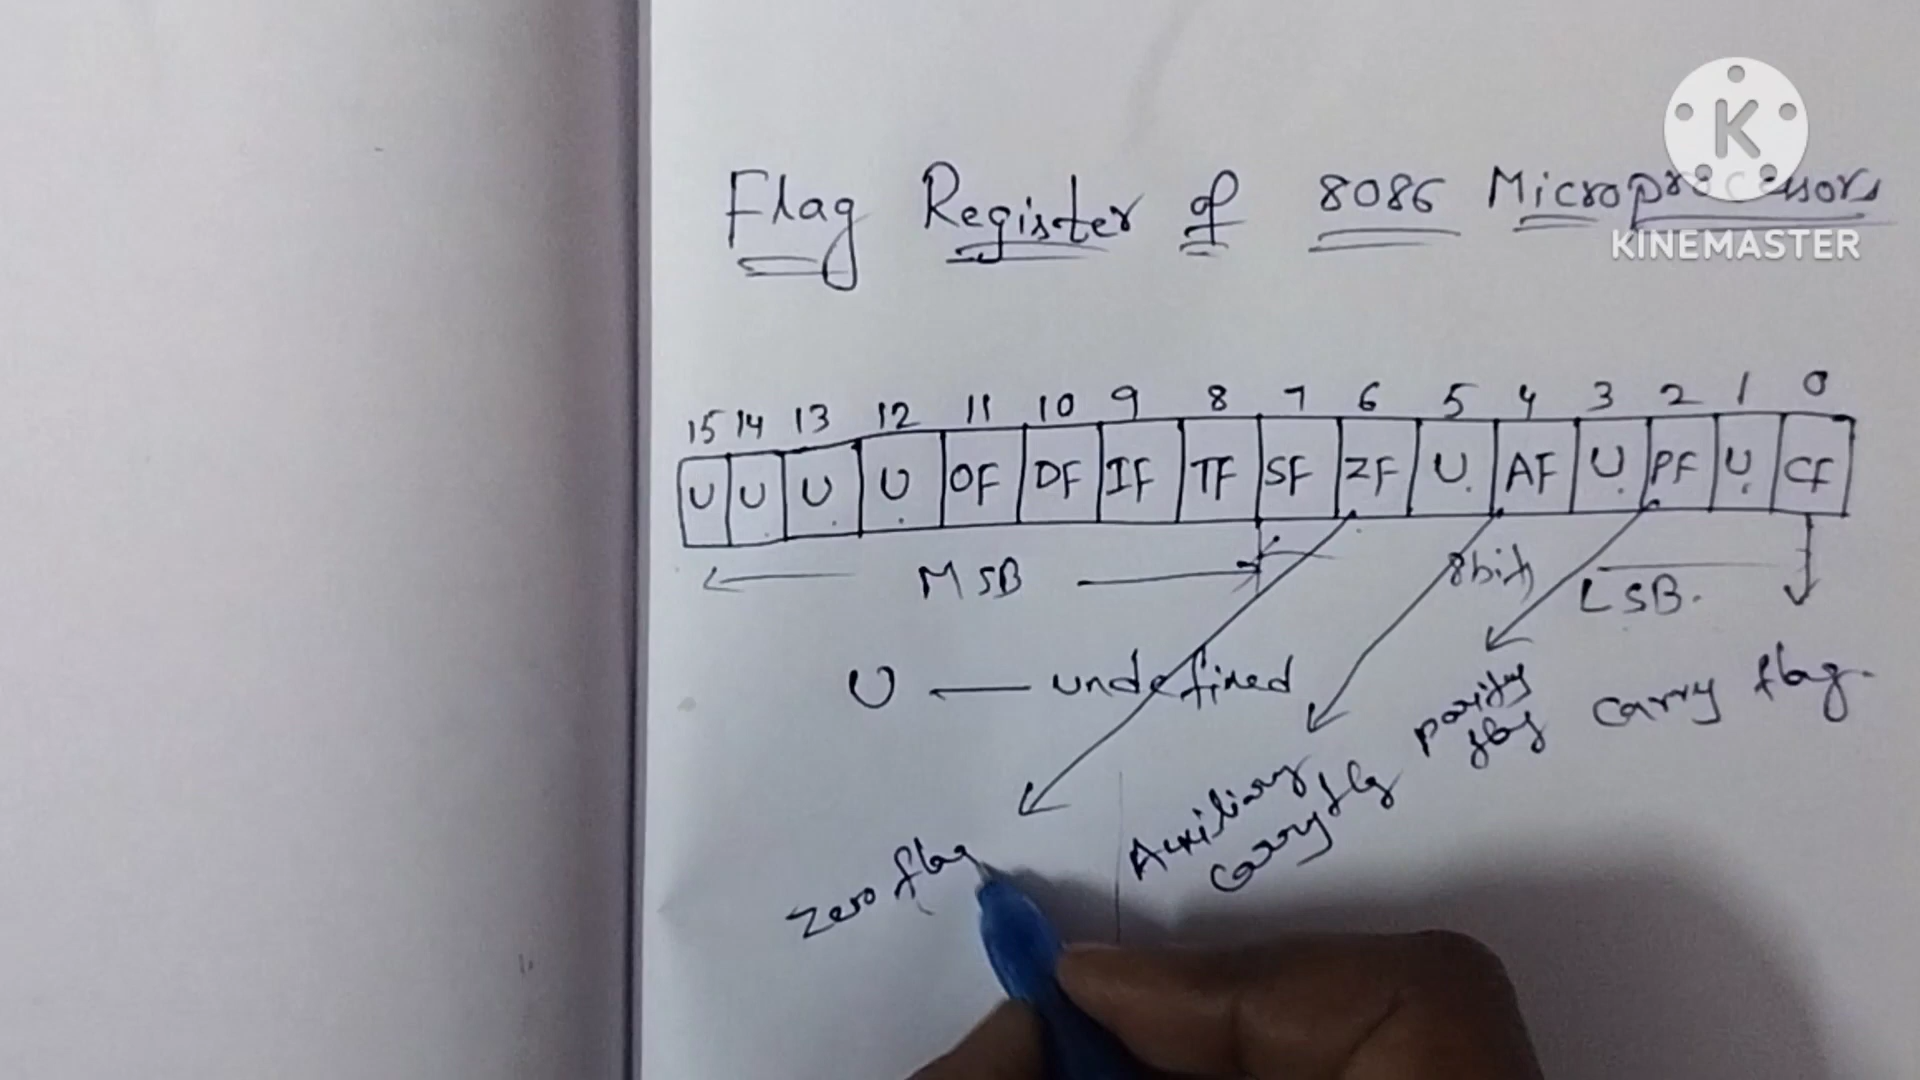 Flag Register of 8086 Microprocessors
KINEMASTER
15 14 13 12 11 10 9 8 7 6 5 4 3 2 1 0
U U U U OF DF IF TF SF ZF U AF U PF U CF
MSB 8bit LSB.
U — undefined
carry flag.
parity
flag
Auxiliary
carry flg
zero flag